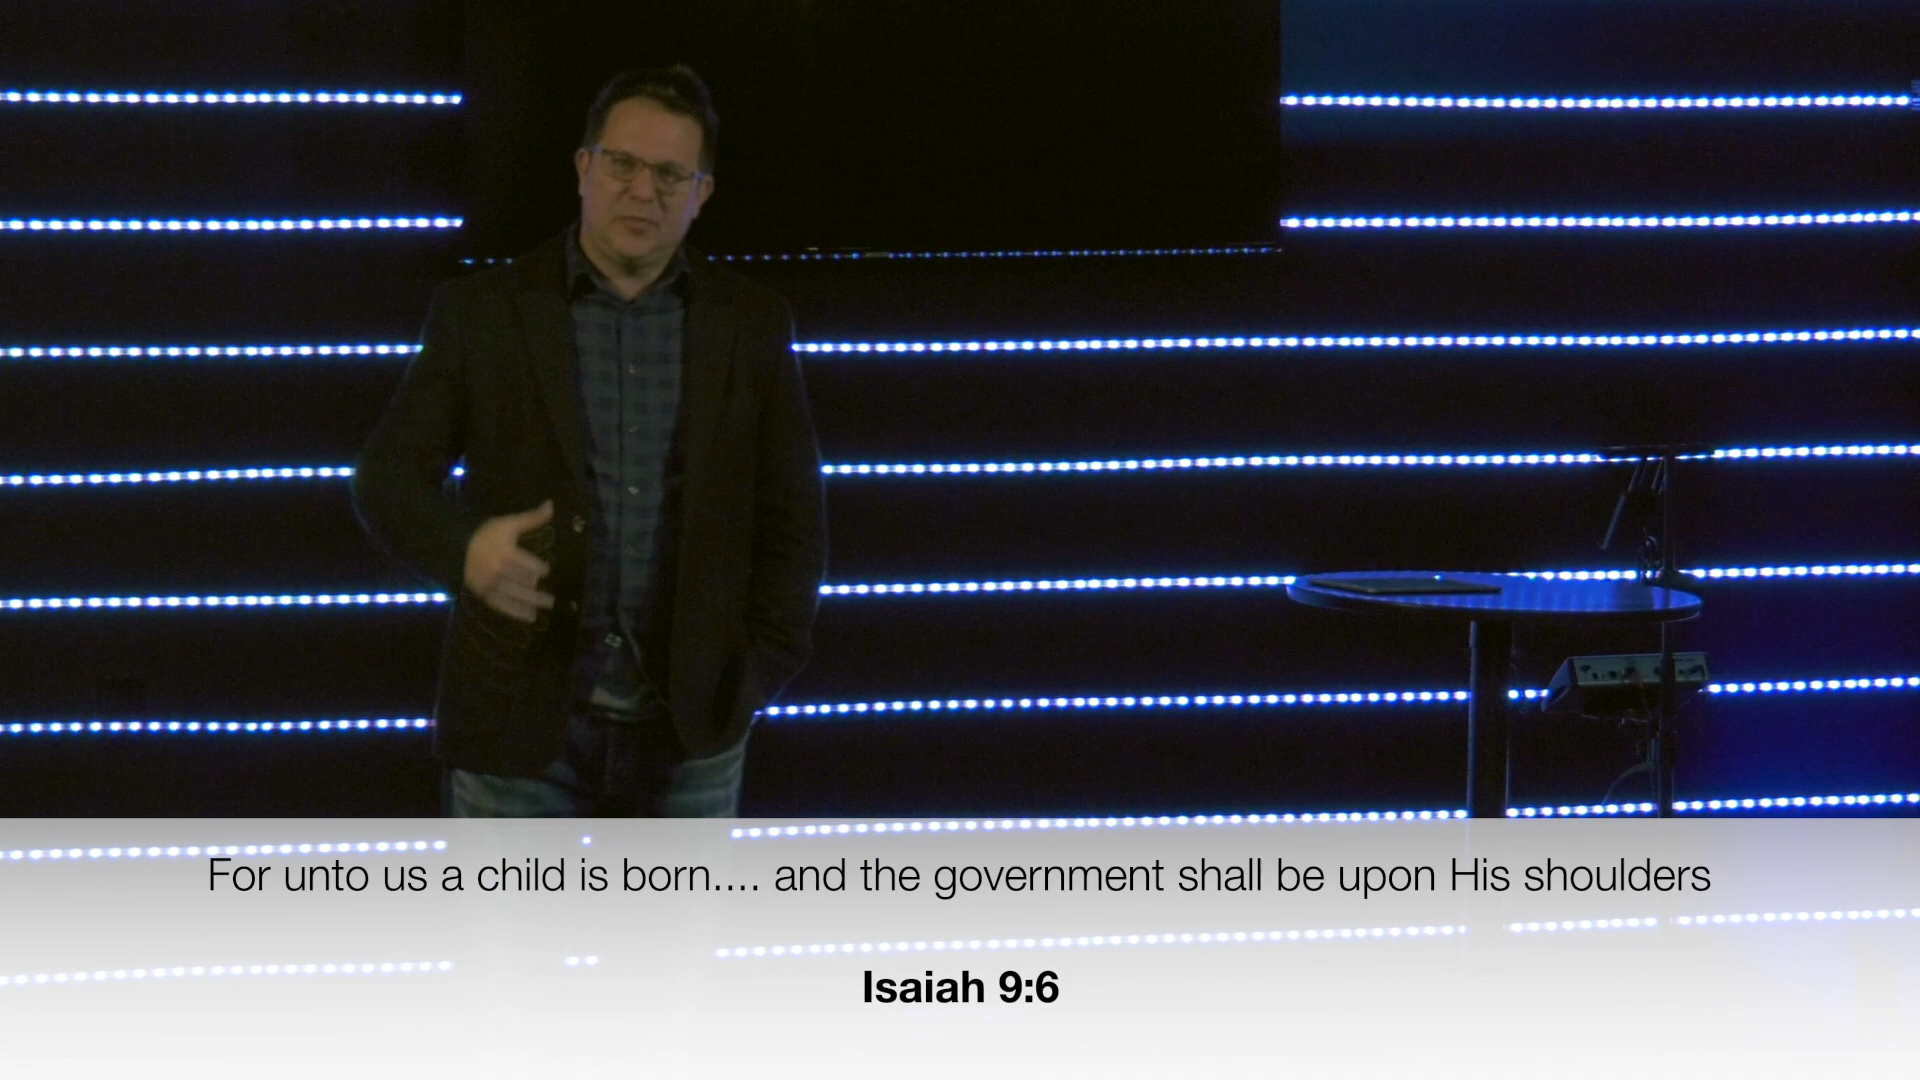 For unto us a child is born.... and the government shall be upon His shoulders
Isaiah 9:6